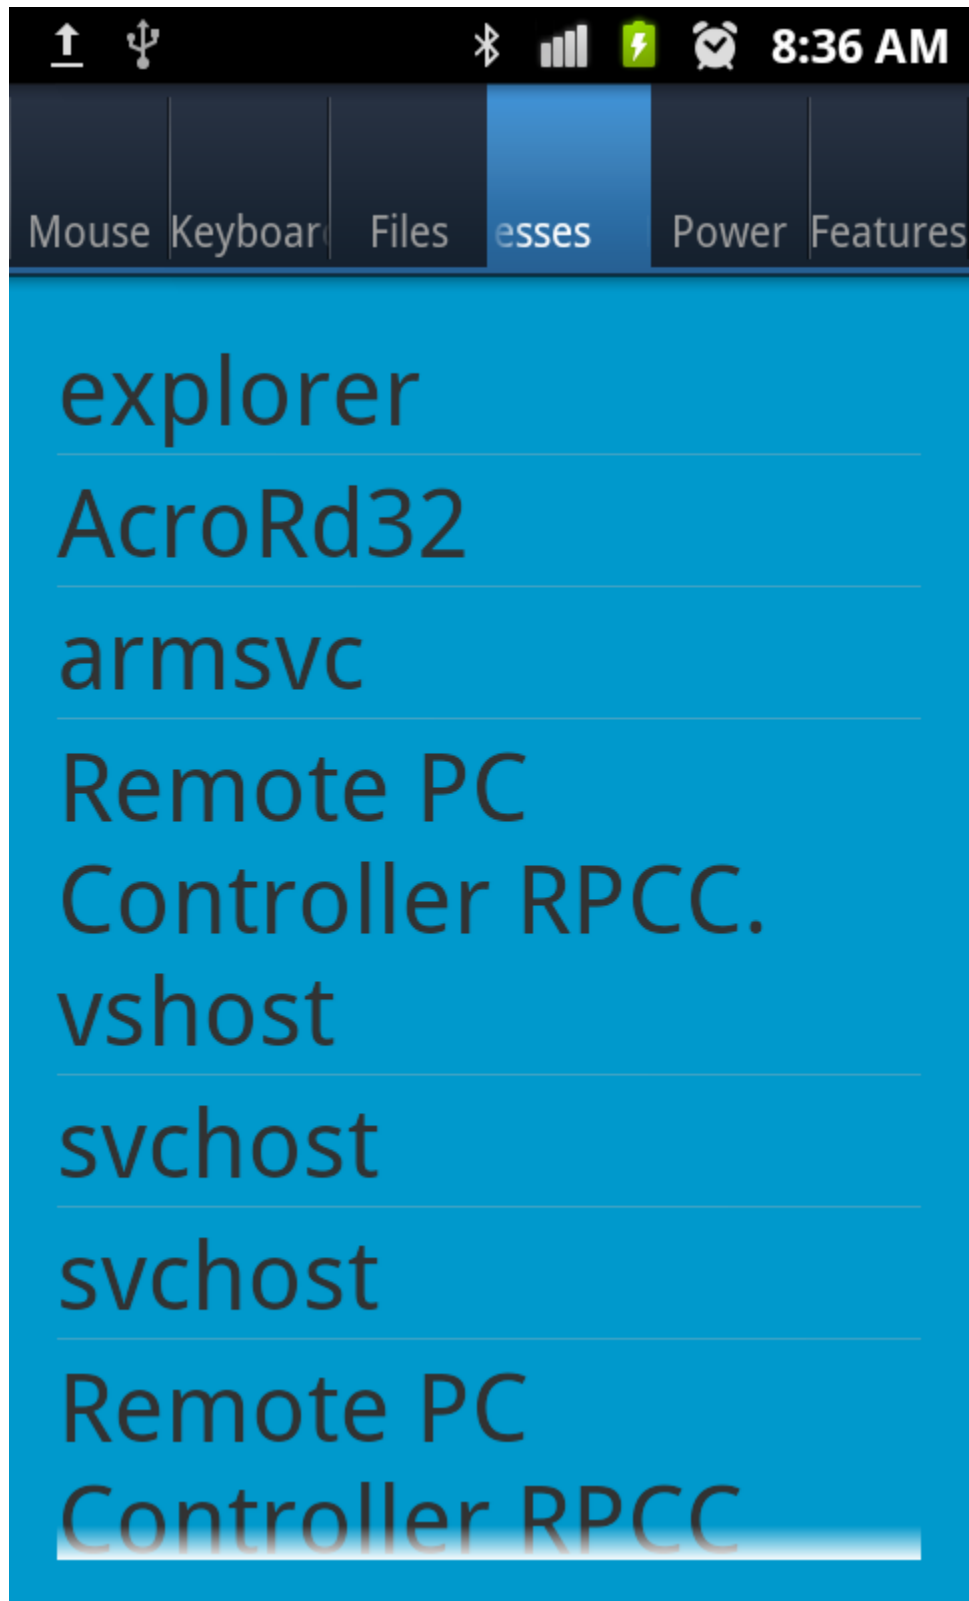 8:36 AM
Mouse Keyboar Files esses Power Features
explorer
AcroRd32
armsvc
Remote PC
Controller RPCC.
vshost
svchost
svchost
Remote PC
Controller RPCC